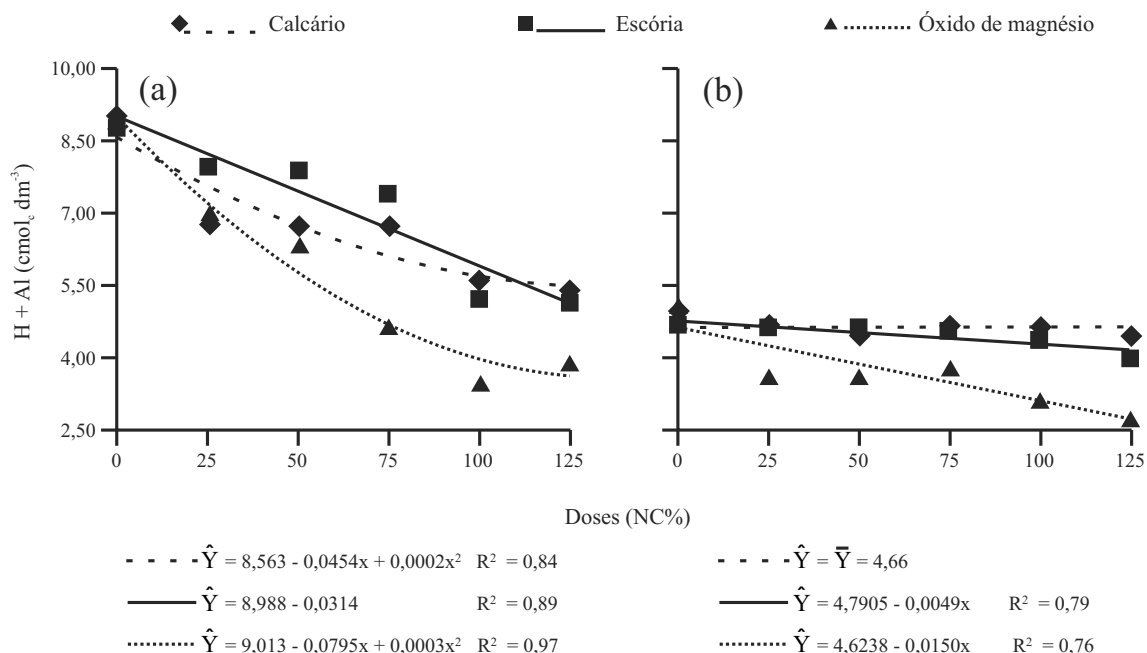 Calcário Escória Óxido de magnésio
10,00
8,50
7,00
5,50
4,00
2,50
H + Al (cmolc dm-3)
(a) (b)
0 25 50 75 100 125 0 25 50 75 100 125
Doses (NC%)
Ŷ = 8,563 - 0,0454x + 0,0002x² R² = 0,84
Ŷ = 8,988 - 0,0314 R² = 0,89
Ŷ = 9,013 - 0,0795x + 0,0003x² R² = 0,97
Ŷ = Ȳ = 4,66
Ŷ = 4,7905 - 0,0049x R² = 0,79
Ŷ = 4,6238 - 0,0150x R² = 0,76